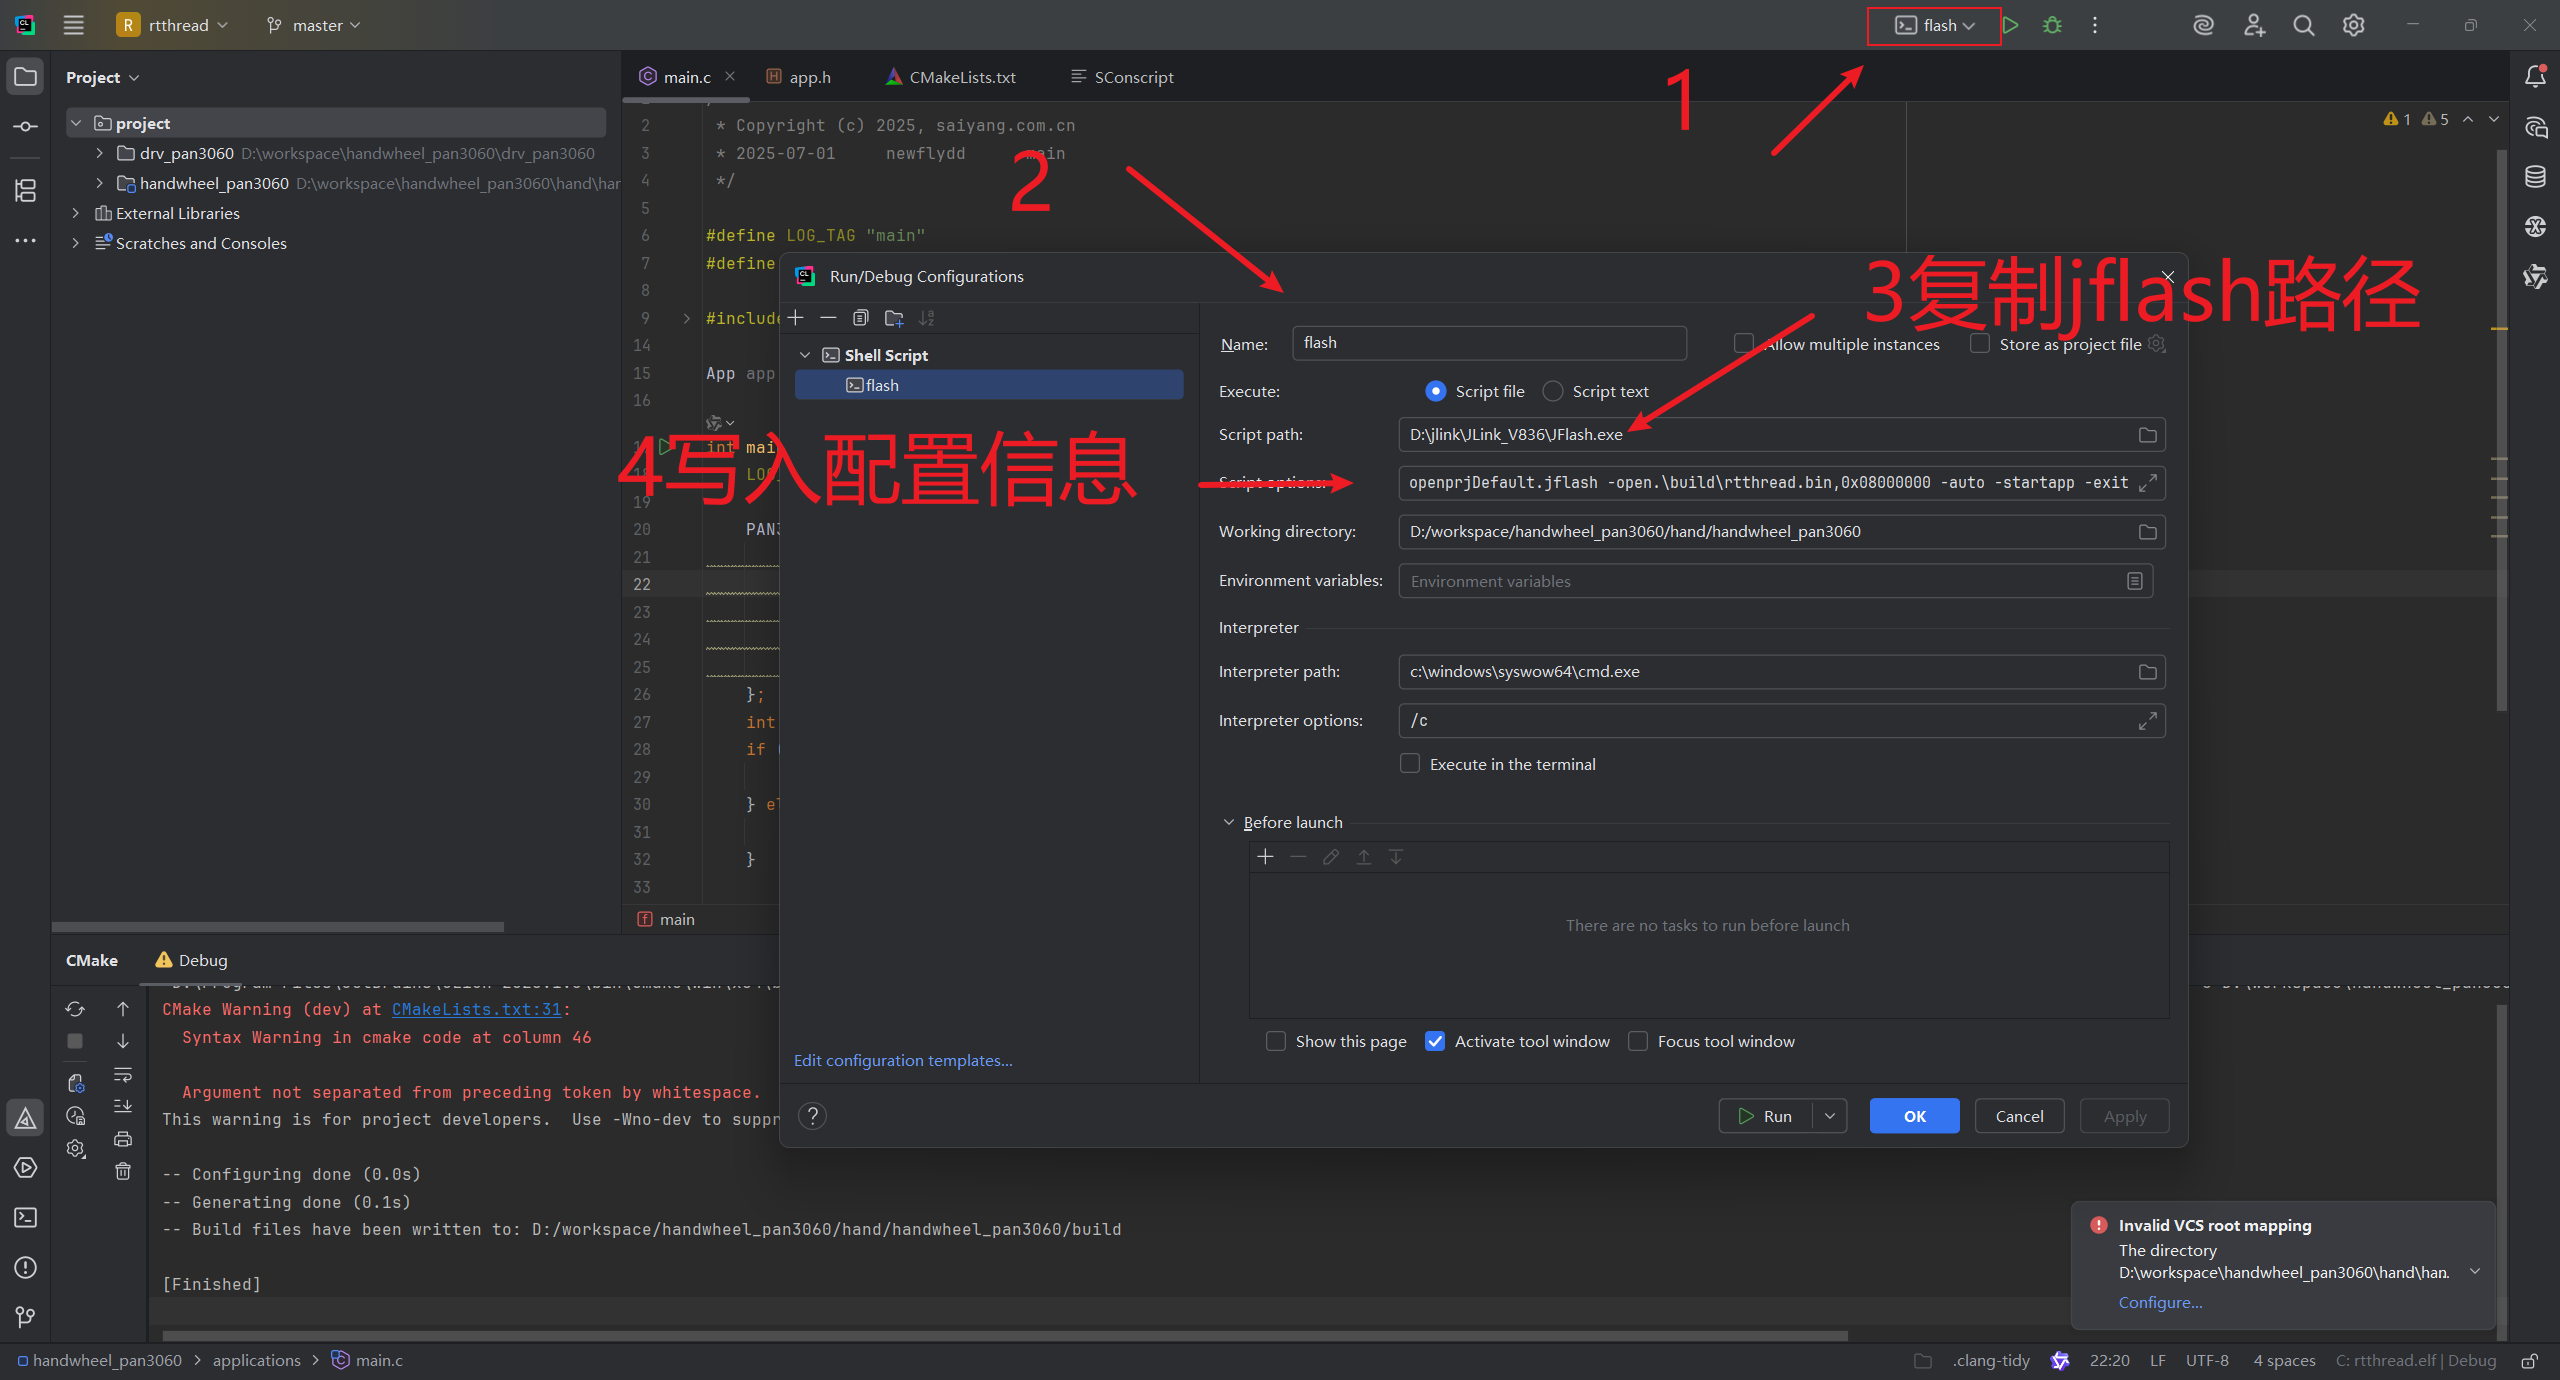 R rtthread master flash
Project
main.c
app.h
CMakeLists.txt
SConscript
project
drv_pan3060 D:\workspace\handwheel_pan3060\drv_pan3060
handwheel_pan3060 D:\workspace\handwheel_pan3060\hand\har
External Libraries
Scratches and Consoles
1
2
3复制jflash路径
4写入配置信息
2 * Copyright (c) 2025, saiyang.com.cn
3 * 2025-07-01 newflydd main
4 */
5
6 #define LOG_TAG "main"
7 #define
8
9 #include
14
15 App app
16
int mai
LOG_
19
20 PAN3
21
22
23
24
25
26 };
27 int
28 if (
29
30 } el
31
32 }
33
main
1 5
Run/Debug Configurations
Shell Script
flash
Edit configuration templates...
Name: flash
Allow multiple instances
Store as project file
Execute: Script file Script text
Script path: D:\jlink\JLink_V836\JFlash.exe
Script options: openprjDefault.jflash -open.\build\rtthread.bin,0x08000000 -auto -startapp -exit
Working directory: D:/workspace/handwheel_pan3060/hand/handwheel_pan3060
Environment variables: Environment variables
Interpreter
Interpreter path: c:\windows\syswow64\cmd.exe
Interpreter options: /c
Execute in the terminal
Before launch
There are no tasks to run before launch
Show this page Activate tool window Focus tool window
? Run OK Cancel Apply
CMake Debug
CMake Warning (dev) at CMakeLists.txt:31:
Syntax Warning in cmake code at column 46
Argument not separated from preceding token by whitespace.
This warning is for project developers. Use -Wno-dev to suppr
-- Configuring done (0.0s)
-- Generating done (0.1s)
-- Build files have been written to: D:/workspace/handwheel_pan3060/hand/handwheel_pan3060/build
[Finished]
Invalid VCS root mapping
The directory
D:\workspace\handwheel_pan3060\hand\han.
Configure...
handwheel_pan3060 > applications > main.c
.clang-tidy 22:20 LF UTF-8 4 spaces C: rtthread.elf | Debug